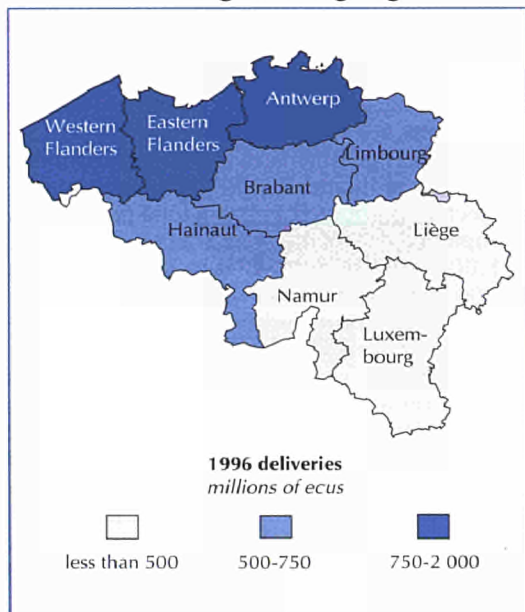 Antwerp
Western
Flanders
Eastern
Flanders
Limbourg
Brabant
Hainaut
Liège
Namur
Luxem-
bourg
1996 deliveries
millions of ecus
less than 500
500-750
750-2 000